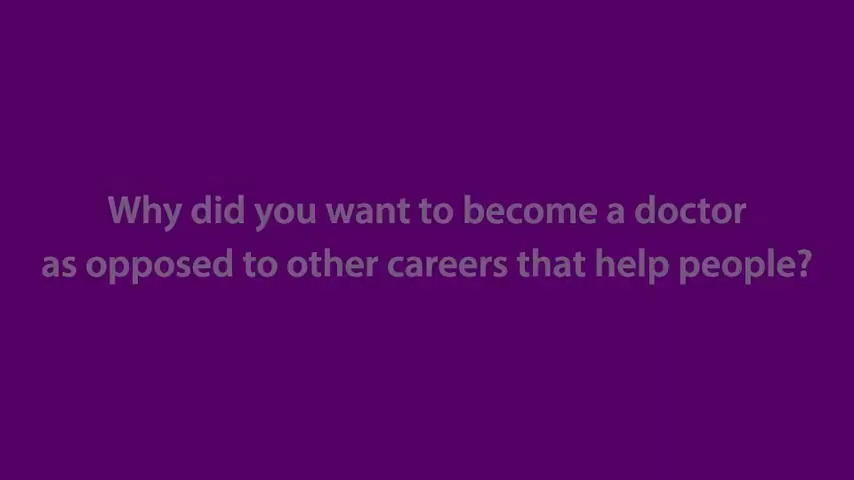 Why did you want to become a doctor
as opposed to other careers that help people?